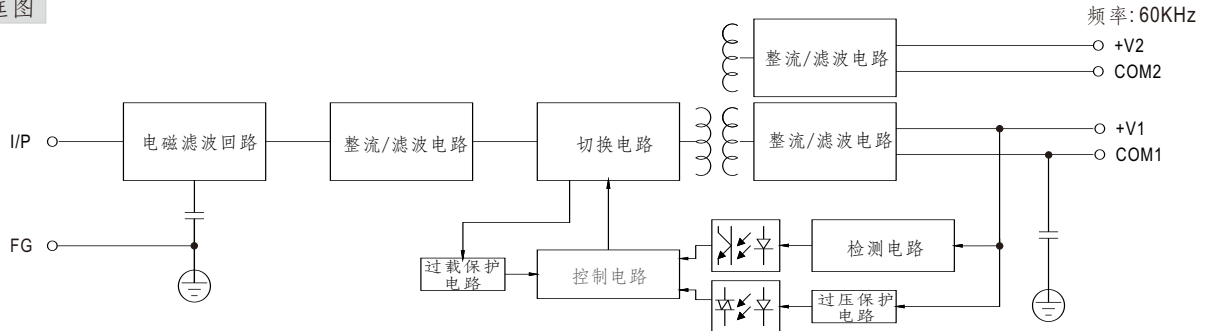 框图
频率: 60KHz
整流/滤波电路
+V2
COM2
I/P
电磁滤波回路
整流/滤波电路
切换电路
整流/滤波电路
+V1
COM1
FG
过载保护
电路
控制电路
检测电路
过压保护
电路